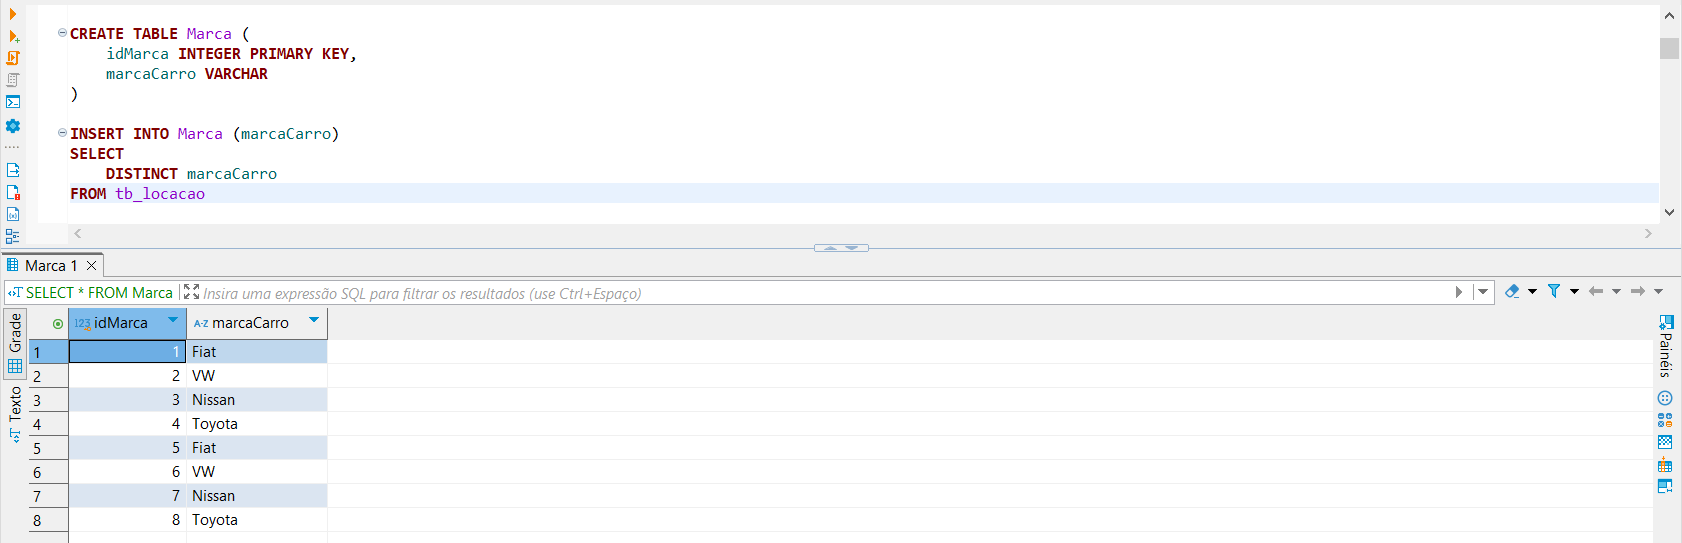 CREATE TABLE Marca (
idMarca INTEGER PRIMARY KEY,
marcaCarro VARCHAR
)
INSERT INTO Marca (marcaCarro)
SELECT
DISTINCT marcaCarro
FROM tb_locacao
Marca 1
SELECT * FROM Marca Insira uma expressão SQL para filtrar os resultados (use Ctrl+Espaço)
Grade
Texto
123 idMarca A-Z marcaCarro
1 1 Fiat
2 2 VW
3 3 Nissan
4 4 Toyota
5 5 Fiat
6 6 VW
7 7 Nissan
8 8 Toyota
Painéis